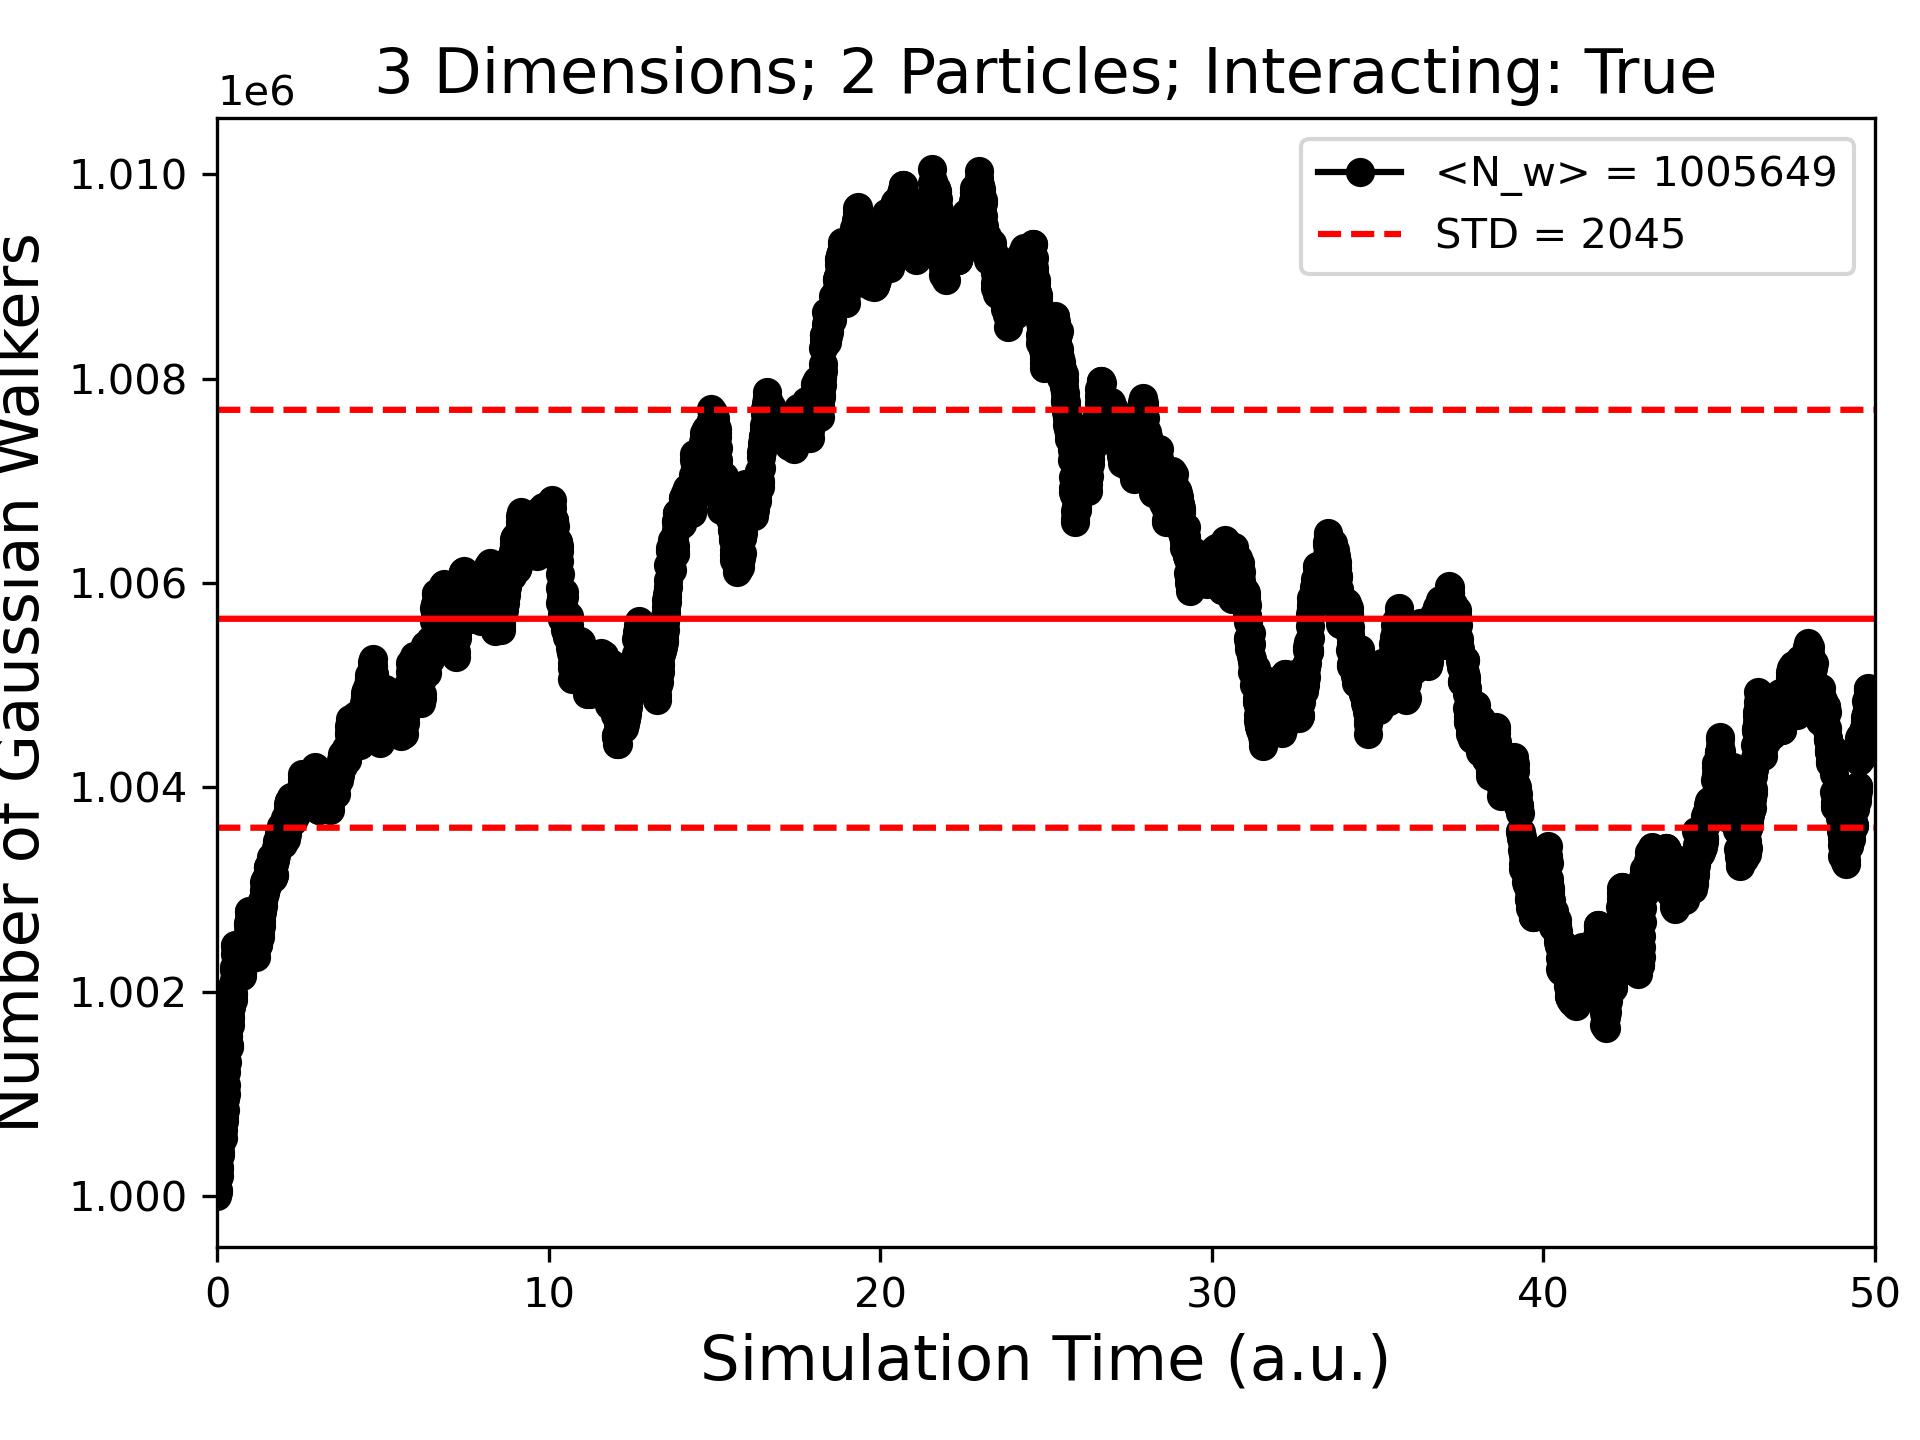 3 Dimensions; 2 Particles; Interacting: True
1e6
<N_w> = 1005649
STD = 2045
Number of Gaussian Walkers
1.010
1.008
1.006
1.004
1.002
1.000
0 10 20 30 40 50
Simulation Time (a.u.)